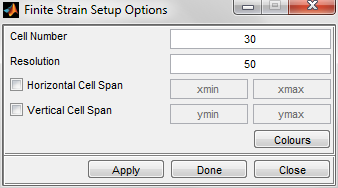 Finite Strain Setup Options
Cell Number 30
Resolution 50
Horizontal Cell Span xmin xmax
Vertical Cell Span ymin ymax
Colours
Apply Done Close